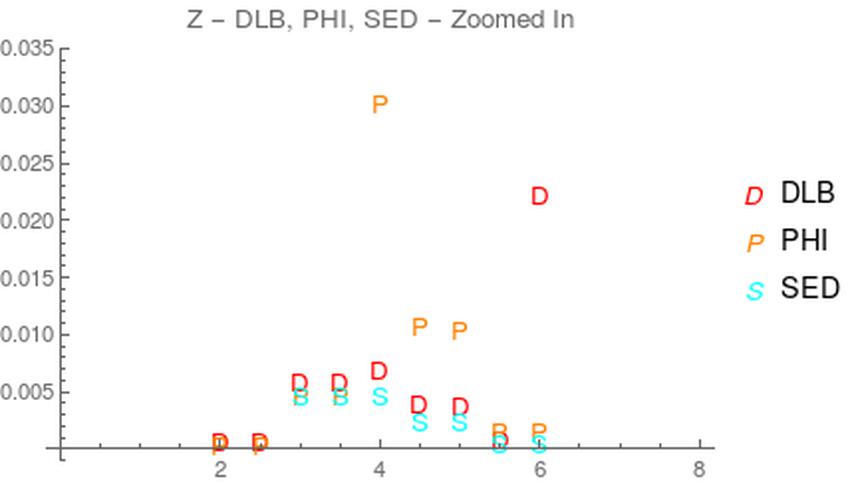 Z – DLB, PHI, SED – Zoomed In
0.035
0.030
P
0.025
D
0.020
0.015
0.010
P P
0.005
D D D
P P S
S S
D D
S S
P P
D
S S
D D
P P
2 4 6 8
D DLB
P PHI
S SED